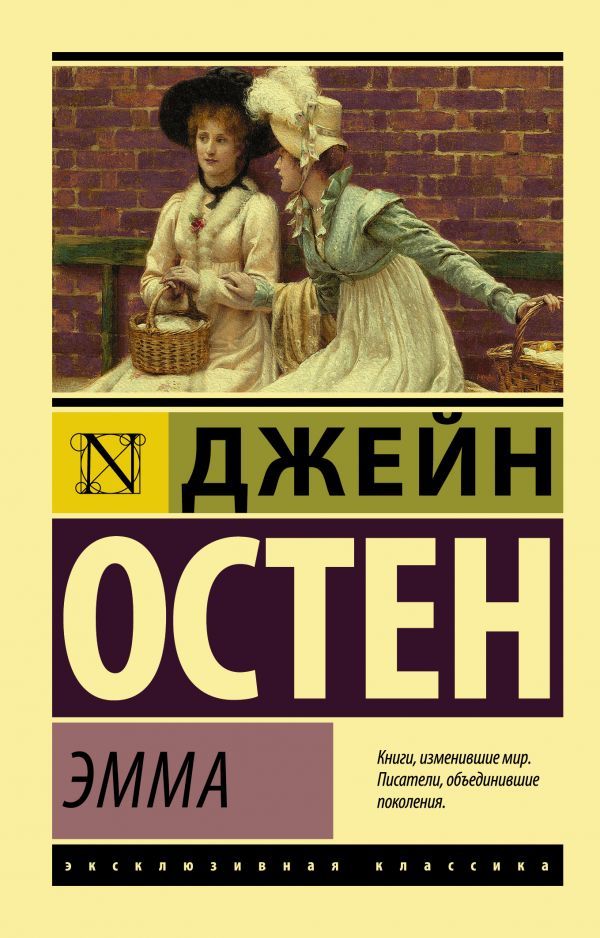 N
ДЖЕЙН
ОСТЕН
ЭММА
Книги, изменившие мир.
Писатели, объединившие
поколения.
эксклюзивная классика